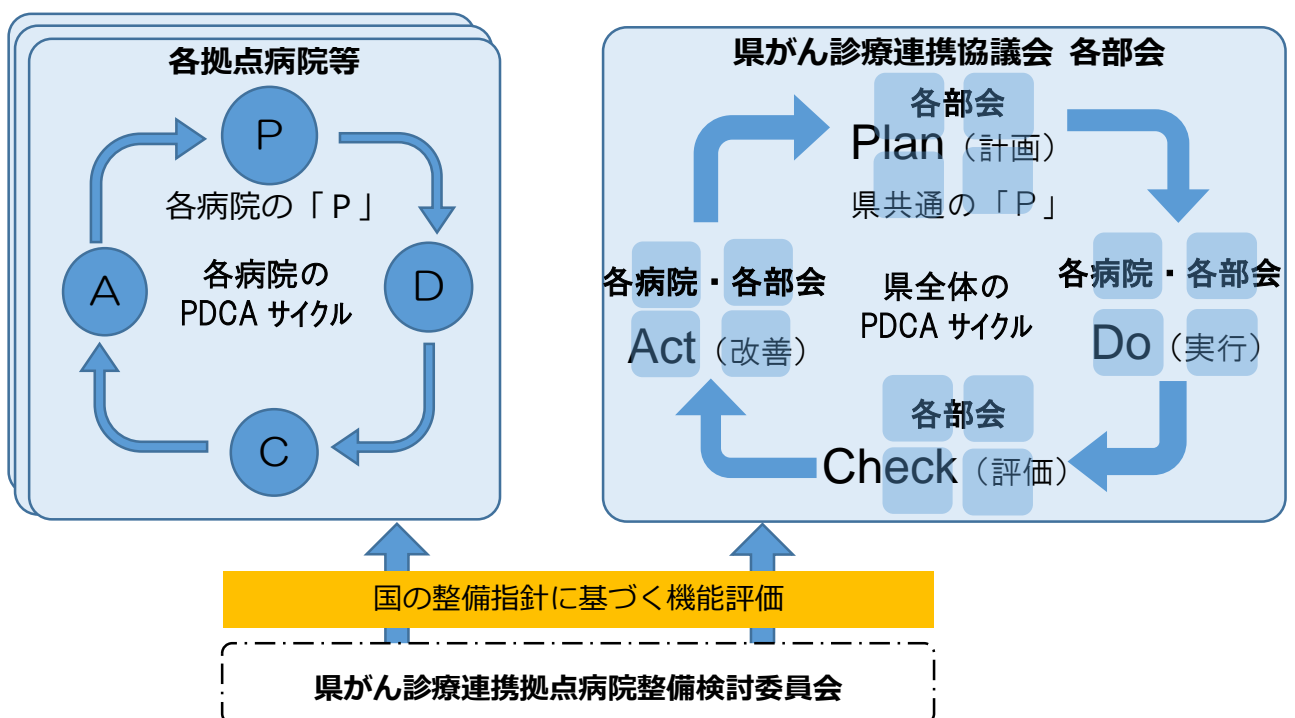 各拠点病院等
P
各病院の「P」
A
各病院の
PDCA サイクル
D
C
県がん診療連携協議会 各部会
各部会
Plan（計画）
県共通の「P」
各病院・各部会
Act（改善）
県全体の
PDCA サイクル
各病院・各部会
Do（実行）
各部会
Check（評価）
国の整備指針に基づく機能評価
県がん診療連携拠点病院整備検討委員会